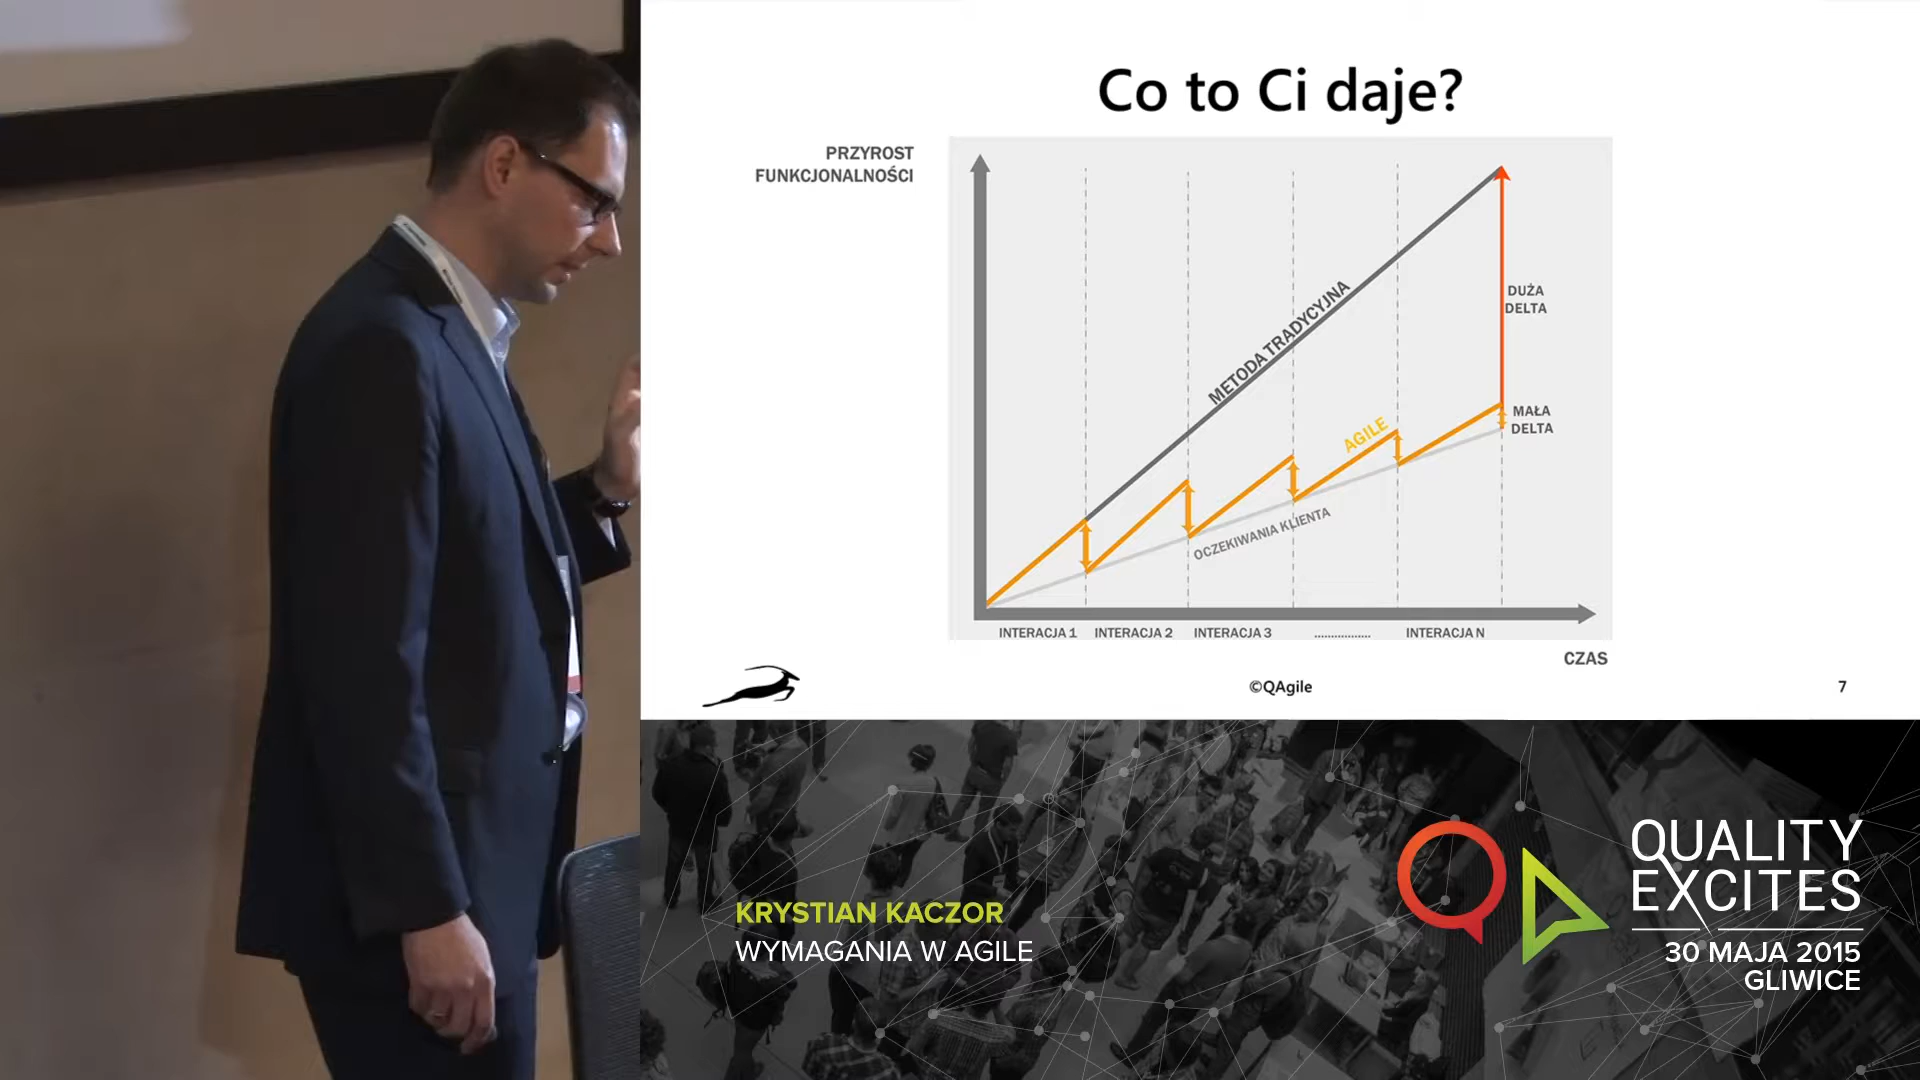 Co to Ci daje?
PRZYROST
FUNKCJONALNOŚCI
METODA TRADYCYJNA
DUŻA
DELTA
AGILE
MAŁA
DELTA
OCZEKIWANIA KLIENTA
INTERACJA 1
INTERACJA 2
INTERACJA 3
.................
INTERACJA N
CZAS
©QAgile
7
KRYSTIAN KACZOR
WYMAGANIA W AGILE
QUALITY
EXCITES
30 MAJA 2015
GLIWICE